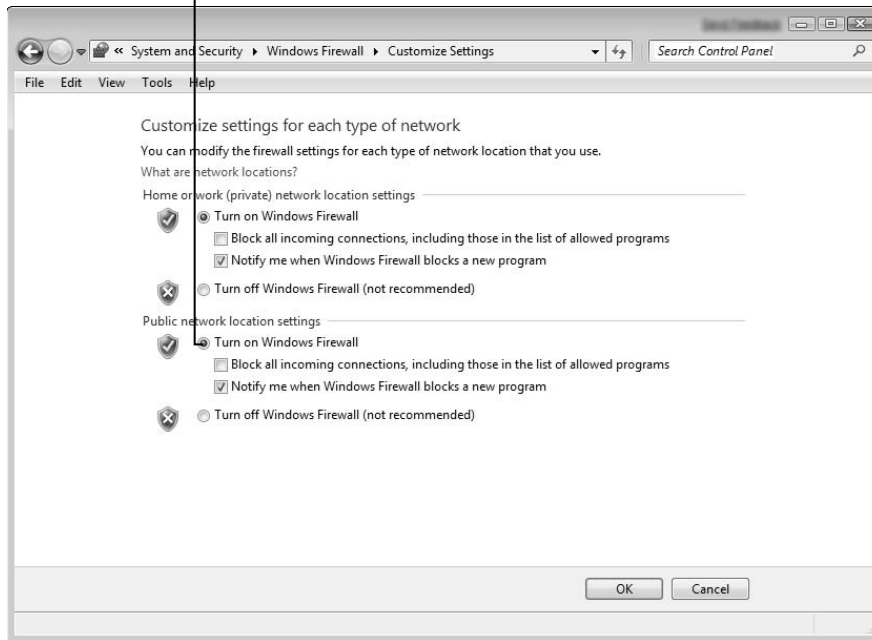 « System and Security ▸ Windows Firewall ▸ Customize Settings
Search Control Panel
File Edit View Tools Help
Customize settings for each type of network
You can modify the firewall settings for each type of network location that you use.
What are network locations?
Home or work (private) network location settings
Turn on Windows Firewall
Block all incoming connections, including those in the list of allowed programs
Notify me when Windows Firewall blocks a new program
Turn off Windows Firewall (not recommended)
Public network location settings
Turn on Windows Firewall
Block all incoming connections, including those in the list of allowed programs
Notify me when Windows Firewall blocks a new program
Turn off Windows Firewall (not recommended)
OK Cancel